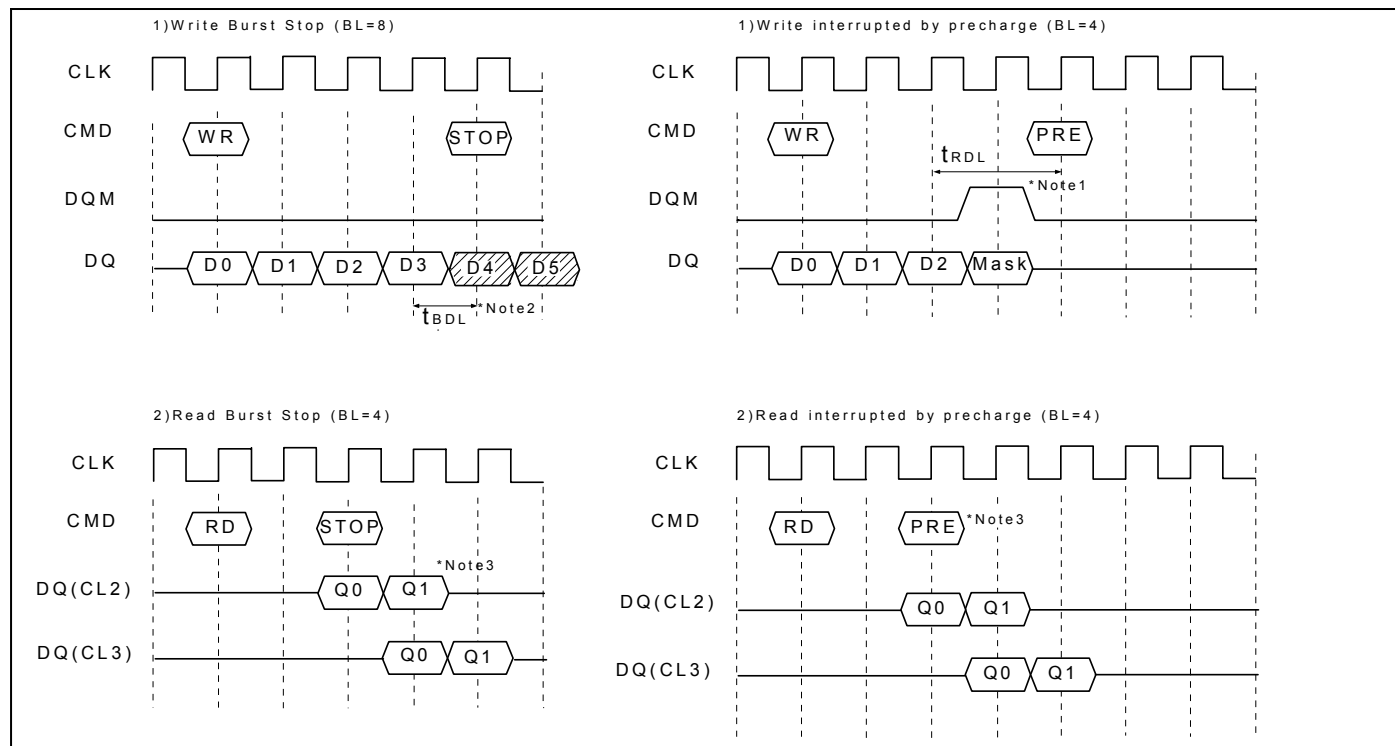 1)Write Burst Stop (BL=8)
CLK
CMD WR STOP
DQM
DQ D0 D1 D2 D3 D4 D5
tBDL *Note2
1)Write interrupted by precharge (BL=4)
CLK
CMD WR PRE
tRDL *Note1
DQM
DQ D0 D1 D2 Mask
2)Read Burst Stop (BL=4)
CLK
CMD RD STOP
*Note3
DQ(CL2) Q0 Q1
DQ(CL3) Q0 Q1
2)Read interrupted by precharge (BL=4)
CLK
CMD RD PRE *Note3
DQ(CL2) Q0 Q1
DQ(CL3) Q0 Q1